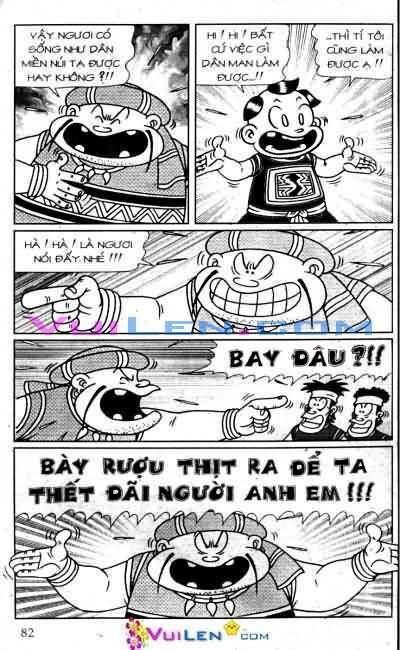 VẬY NGƯƠI CÓ
SỐNG NHƯ DÂN
MIỀN NÚI TA ĐƯỢC
HAY KHÔNG ?!!
HI ! HI ! BẤT
CỨ VIỆC GÌ
DÂN MAN LÀM
ĐƯỢC...!!
...THÌ TÍ TÔI
CŨNG LÀM
ĐƯỢC Ạ !!
HÀ ! HÀ ! LÀ NGƯƠI
NÓI ĐẤY NHÉ !!!
VUILEN.COM
BAY ĐÂU ?!!
BÀY RƯỢU THỊT RA ĐỂ TA
THẾT ĐÃI NGƯỜI ANH EM !!!
82
VUILEN.COM